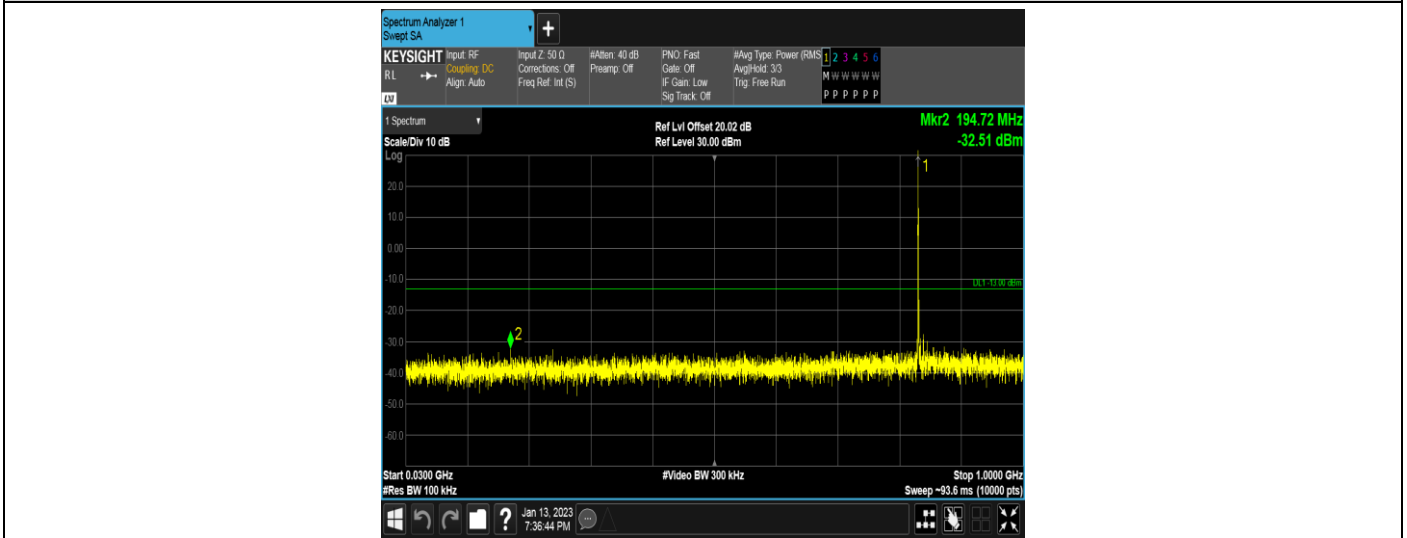 Spectrum Analyzer 1
Swept SA
+
KEYSIGHT
RL
LXI
Input: RF
Coupling: DC
Align: Auto
Input Z: 50 Ω
Corrections: Off
Freq Ref: Int (S)
#Atten: 40 dB
Preamp: Off
PNO: Fast
Gate: Off
IF Gain: Low
Sig Track: Off
#Avg Type: Power (RMS
Avg|Hold: 3/3
Trig: Free Run
1 2 3 4 5 6
M W W W W W
P P P P P P
1 Spectrum
Scale/Div 10 dB
Ref Lvl Offset 20.02 dB
Ref Level 30.00 dBm
Mkr2 194.72 MHz
-32.51 dBm
Log
1
20.0
10.0
0.00
-10.0
DL1 -13.00 dBm
-20.0
2
-30.0
-40.0
-50.0
-60.0
Start 0.0300 GHz
#Video BW 300 kHz
Stop 1.0000 GHz
#Res BW 100 kHz
Sweep ~93.6 ms (10000 pts)
?
Jan 13, 2023
7:36:44 PM